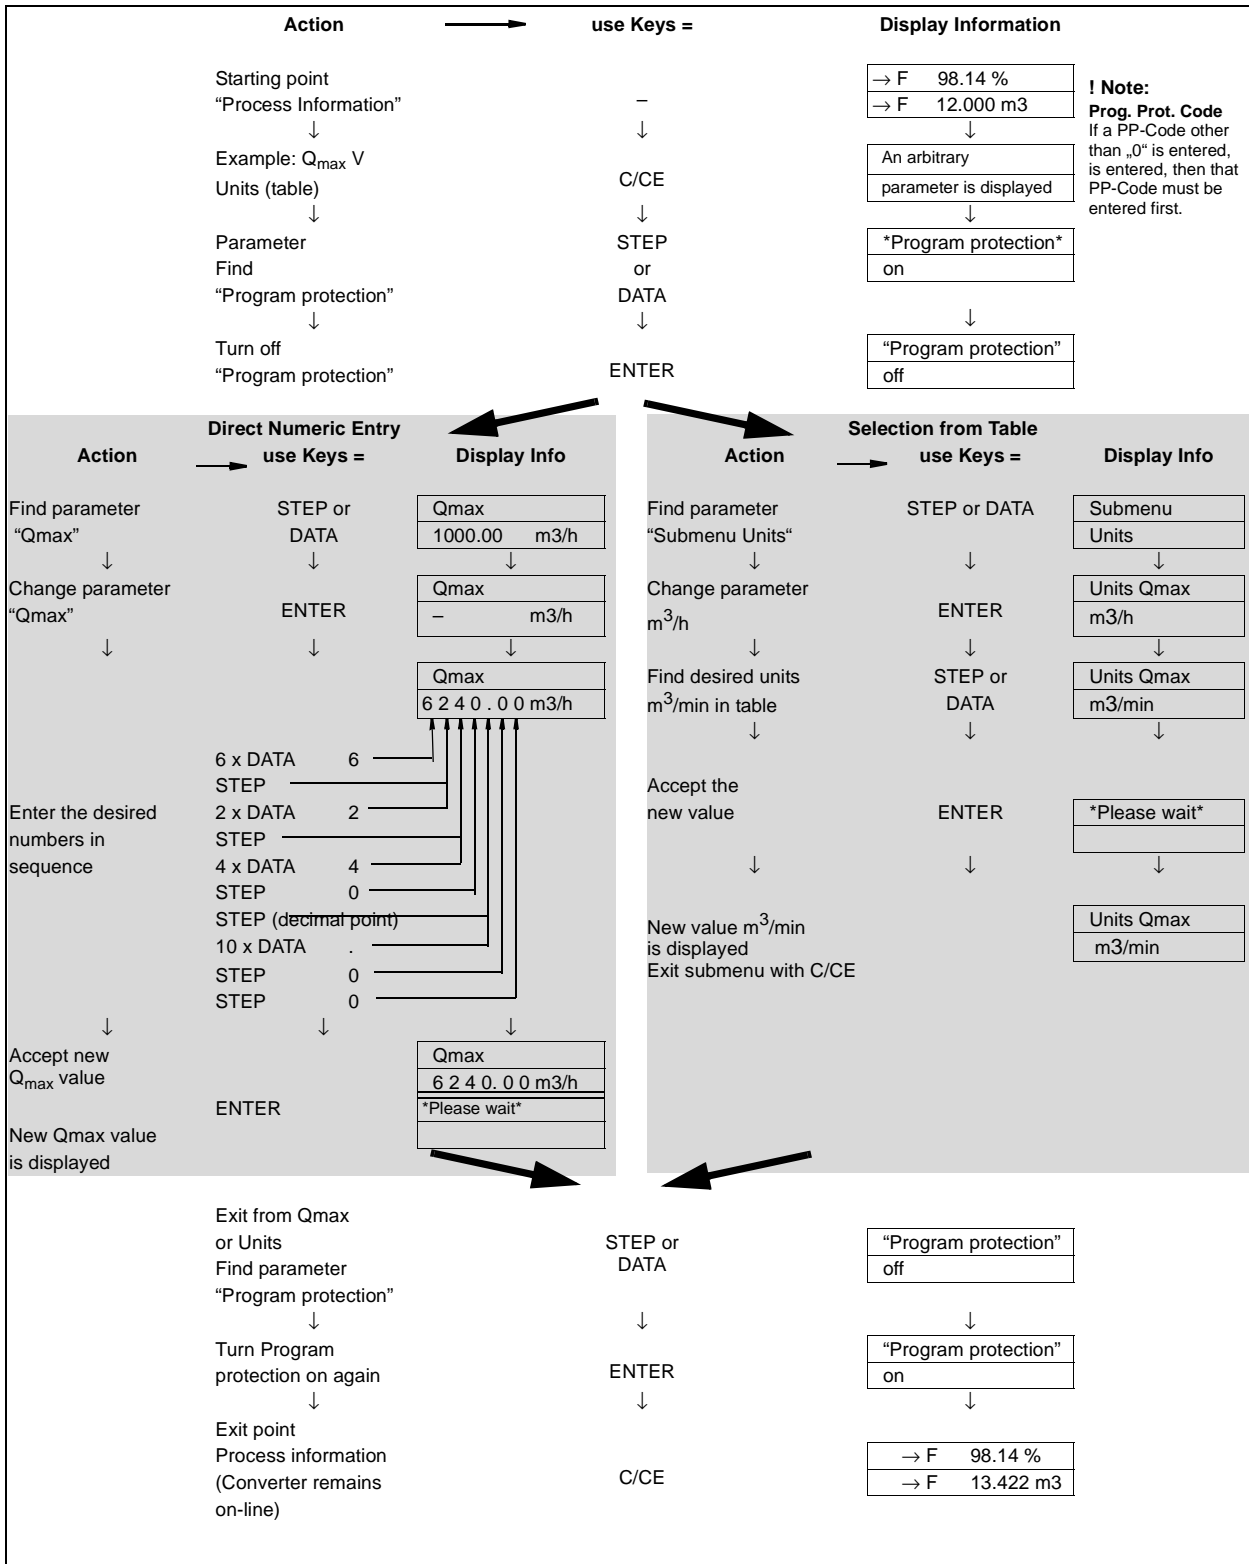 Action use Keys = Display Information
Starting point
“Process Information”
–
→ F 98.14 %
→ F 12.000 m3
! Note:
Prog. Prot. Code
If a PP-Code other
than „0“ is entered,
is entered, then that
PP-Code must be
entered first.
↓ ↓ ↓
Example: Qmax V
Units (table)
C/CE
An arbitrary
parameter is displayed
↓ ↓ ↓
Parameter
Find
“Program protection”
STEP
or
DATA
*Program protection*
on
↓ ↓ ↓
Turn off
“Program protection”
ENTER
“Program protection”
off
Direct Numeric Entry
Action use Keys = Display Info
Find parameter
“Qmax”
STEP or
DATA
Qmax
1000.00 m3/h
↓ ↓ ↓
Change parameter
“Qmax”
ENTER
Qmax
– m3/h
↓ ↓ ↓
Qmax
6 2 4 0 . 0 0 m3/h
Enter the desired
numbers in
sequence
6 x DATA 6
STEP
2 x DATA 2
STEP
4 x DATA 4
STEP 0
STEP (decimal point)
10 x DATA .
STEP 0
STEP 0
↓ ↓ ↓
Accept new
Qmax value
ENTER
Qmax
6 2 4 0. 0 0 m3/h
*Please wait*
New Qmax value
is displayed
Selection from Table
Action use Keys = Display Info
Find parameter
“Submenu Units“
STEP or DATA
Submenu
Units
↓ ↓ ↓
Change parameter
m³/h
ENTER
Units Qmax
m3/h
↓ ↓ ↓
Find desired units
m³/min in table
STEP or
DATA
Units Qmax
m3/min
↓ ↓ ↓
Accept the
new value
ENTER
*Please wait*
↓ ↓ ↓
New value m³/min
is displayed
Exit submenu with C/CE
Units Qmax
m3/min
Exit from Qmax
or Units
Find parameter
“Program protection”
STEP or
DATA
“Program protection”
off
↓ ↓ ↓
Turn Program
protection on again
ENTER
“Program protection”
on
↓ ↓ ↓
Exit point
Process information
(Converter remains
on-line)
C/CE
→ F 98.14 %
→ F 13.422 m3